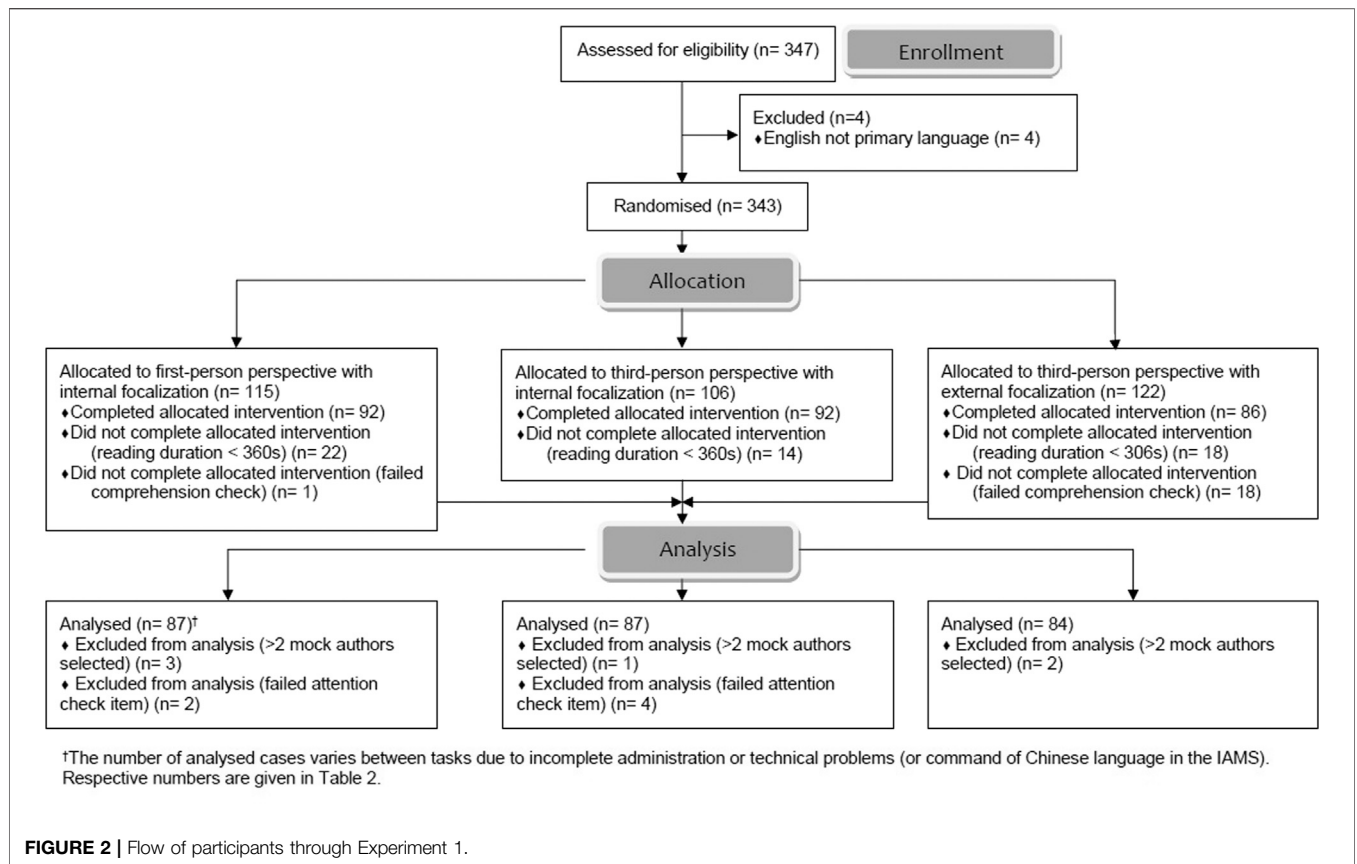 Assessed for eligibility (n= 347)
Enrollment
Excluded (n=4)
♦English not primary language (n= 4)
Randomised (n= 343)
Allocation
Allocated to first-person perspective with
internal focalization (n= 115)
♦Completed allocated intervention (n= 92)
♦Did not complete allocated intervention
(reading duration < 360s) (n= 22)
♦Did not complete allocated intervention (failed
comprehension check) (n= 1)
Allocated to third-person perspective with
internal focalization (n= 106)
♦Completed allocated intervention (n= 92)
♦Did not complete allocated intervention
(reading duration < 360s) (n= 14)
Allocated to third-person perspective with
external focalization (n= 122)
♦Completed allocated intervention (n= 86)
♦Did not complete allocated intervention
(reading duration < 306s) (n= 18)
♦ Did not complete allocated intervention
(failed comprehension check) (n= 18)
Analysis
Analysed (n= 87)†
♦ Excluded from analysis (>2 mock authors
selected) (n= 3)
♦ Excluded from analysis (failed attention
check item) (n= 2)
Analysed (n= 87)
♦ Excluded from analysis (>2 mock authors
selected) (n= 1)
♦ Excluded from analysis (failed attention
check item) (n= 4)
Analysed (n= 84)
♦ Excluded from analysis (>2 mock authors
selected) (n= 2)
†The number of analysed cases varies between tasks due to incomplete administration or technical problems (or command of Chinese language in the IAMS).
Respective numbers are given in Table 2.
FIGURE 2 | Flow of participants through Experiment 1.